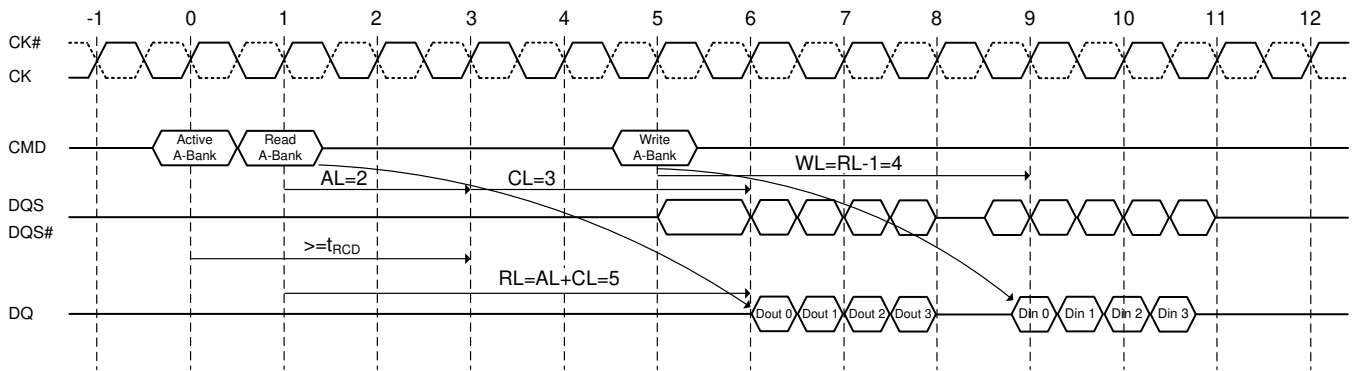 -1 0 1 2 3 4 5 6 7 8 9 10 11 12
CK#
CK
CMD
Active
A-Bank
Read
A-Bank
Write
A-Bank
WL=RL-1=4
AL=2
CL=3
DQS
DQS#
>=tRCD
RL=AL+CL=5
DQ
Dout 0 Dout 1 Dout 2 Dout 3
Din 0 Din 1 Din 2 Din 3